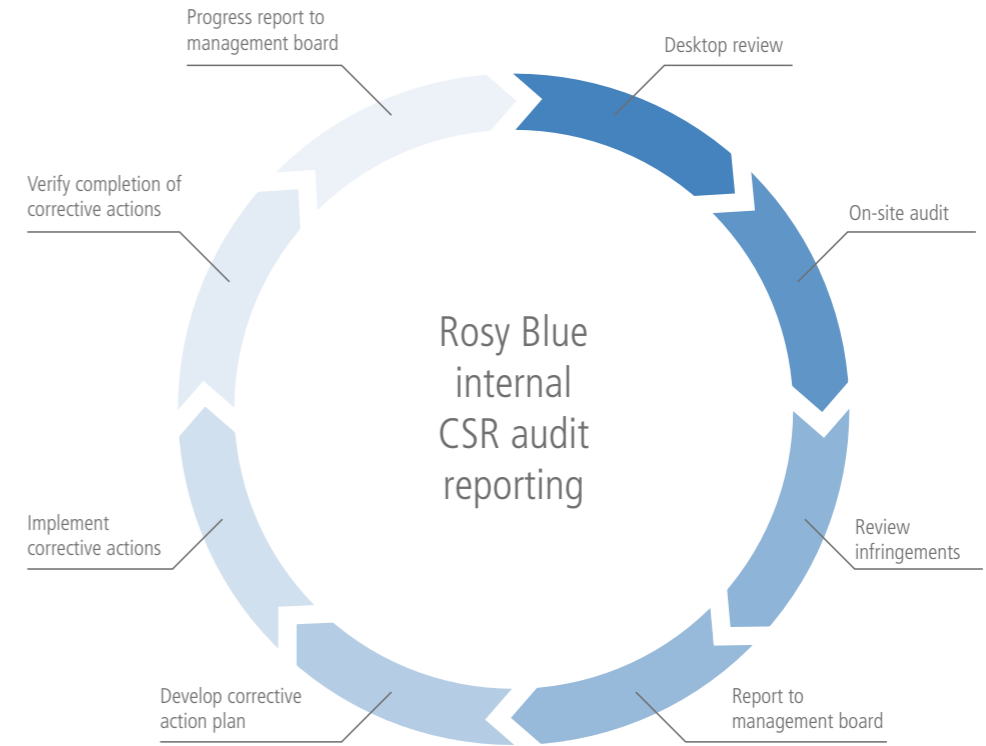 Progress report to
management board
Desktop review
Verify completion of
corrective actions
On-site audit
Rosy Blue
internal
CSR audit
reporting
Implement
corrective actions
Review
infringements
Develop corrective
action plan
Report to
management board